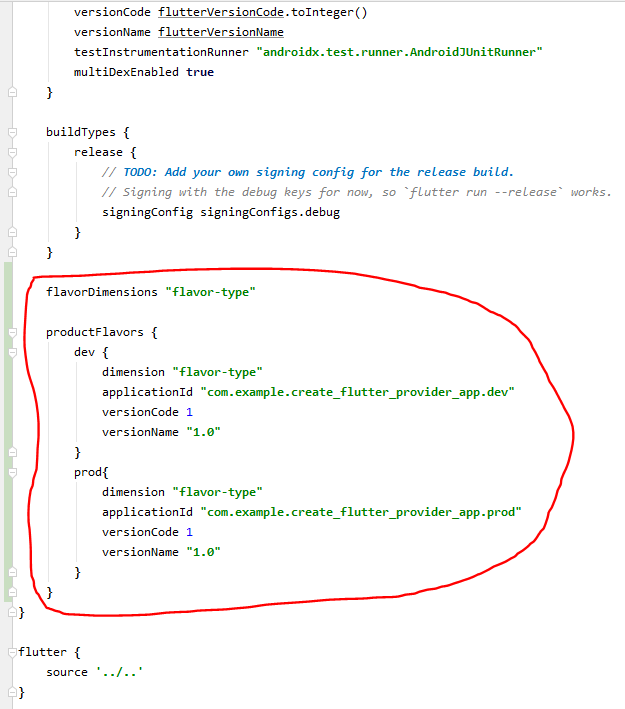 versionCode flutterVersionCode.toInteger()
versionName flutterVersionName
testInstrumentationRunner "androidx.test.runner.AndroidJUnitRunner"
multiDexEnabled true
}
buildTypes {
release {
// TODO: Add your own signing config for the release build.
// Signing with the debug keys for now, so `flutter run --release` works.
signingConfig signingConfigs.debug
}
}
flavorDimensions "flavor-type"
productFlavors {
dev {
dimension "flavor-type"
applicationId "com.example.create_flutter_provider_app.dev"
versionCode 1
versionName "1.0"
}
prod{
dimension "flavor-type"
applicationId "com.example.create_flutter_provider_app.prod"
versionCode 1
versionName "1.0"
}
}
}
flutter {
source '../..'
}